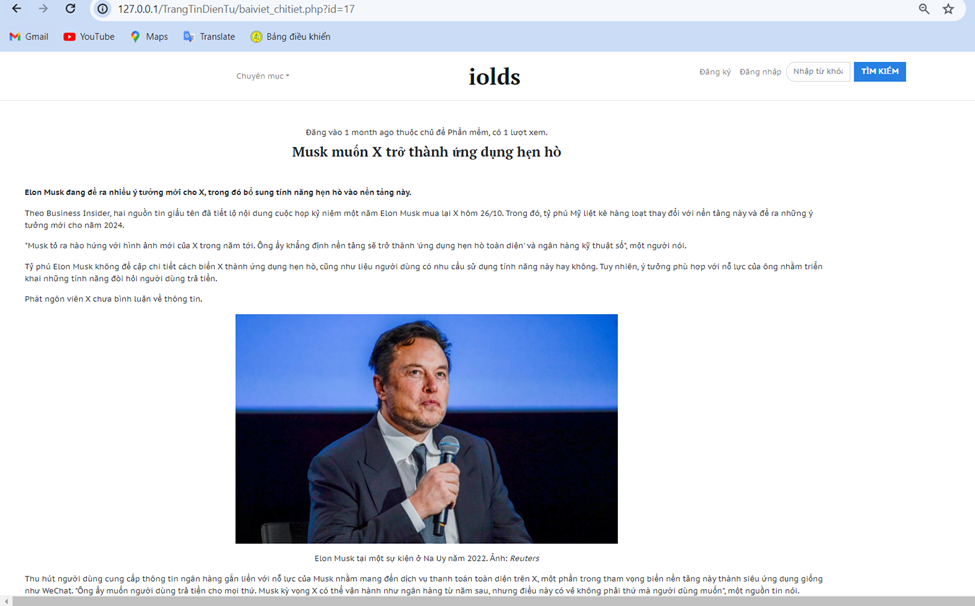 127.0.0.1/TrangTinDienTu/baiviet_chitiet.php?id=17
Gmail YouTube Maps Translate Bảng điều khiển
Chuyên mục iolds Đăng ký Đăng nhập Nhập từ khóa TÌM KIẾM
Đăng vào 1 month ago thuộc chủ đề Phần mềm, có 1 lượt xem.
Musk muốn X trở thành ứng dụng hẹn hò
Elon Musk đang đề ra nhiều ý tưởng mới cho X, trong đó bổ sung tính năng hẹn hò vào nền tảng này.
Theo Business Insider, hai nguồn tin giấu tên đã tiết lộ nội dung cuộc họp kỷ niệm một năm Elon Musk mua lại X hôm 26/10. Trong đó, tỷ phú Mỹ liệt kê hàng loạt thay đổi với nền tảng này và đề ra những ý
tưởng mới cho năm 2024.
"Musk tỏ ra hào hứng với hình ảnh mới của X trong năm tới. Ông ấy khẳng định nền tảng sẽ trở thành 'ứng dụng hẹn hò toàn diện' và ngân hàng kỹ thuật số", một người nói.
Tỷ phú Elon Musk không đề cập chi tiết cách biến X thành ứng dụng hẹn hò, cũng như liệu người dùng có nhu cầu sử dụng tính năng này hay không. Tuy nhiên, ý tưởng phù hợp với nỗ lực của ông nhằm triển
khai những tính năng đòi hỏi người dùng trả tiền.
Phát ngôn viên X chưa bình luận về thông tin.
Elon Musk tại một sự kiện ở Na Uy năm 2022. Ảnh: Reuters
Thu hút người dùng cung cấp thông tin ngân hàng gắn liền với nỗ lực của Musk nhằm mang đến dịch vụ thanh toán toàn diện trên X, một phần trong tham vọng biến nền tảng này thành siêu ứng dụng giống
như WeChat. "Ông ấy muốn người dùng trả tiền cho mọi thứ. Musk kỳ vọng X có thể vận hành như ngân hàng từ năm sau, nhưng điều này có vẻ không phải thứ mà người dùng muốn", một nguồn tin nói.